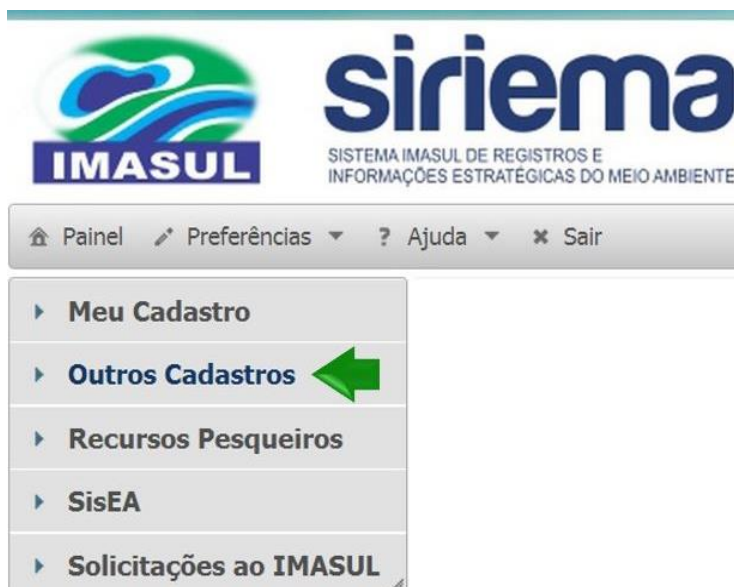 siriema
IMASUL
SISTEMA IMASUL DE REGISTROS E
INFORMAÇÕES ESTRATÉGICAS DO MEIO AMBIENTE
Painel Preferências ? Ajuda Sair
Meu Cadastro
Outros Cadastros
Recursos Pesqueiros
SisEA
Solicitações ao IMASUL